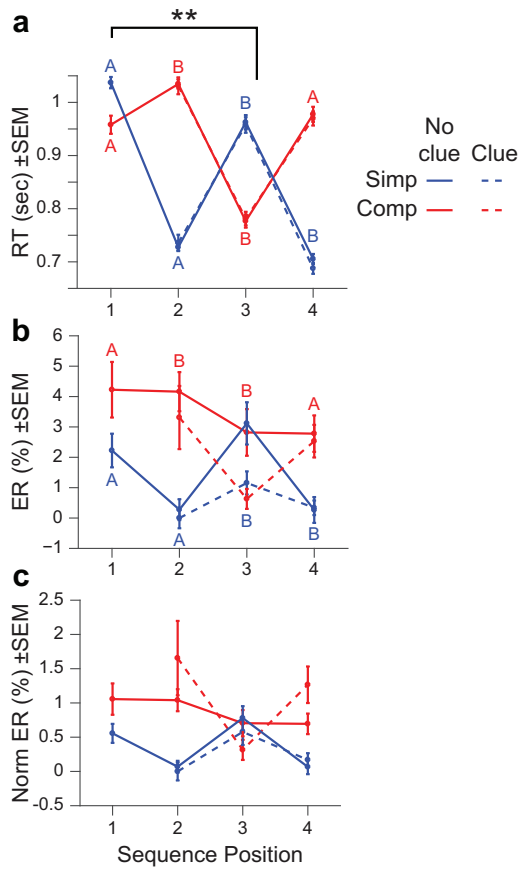 a
**
RT (sec) ±SEM
1
0.9
0.8
0.7
A
A
B
A
B
B
A
B
1 2 3 4
No clue Clue
Simp
Comp
b
ER (%) ±SEM
6
5
4
3
2
1
0
−1
A
A
B
A
B
B
A
B
1 2 3 4
c
Norm ER (%) ±SEM
2.5
2
1.5
1
0.5
0
-0.5
1 2 3 4
Sequence Position